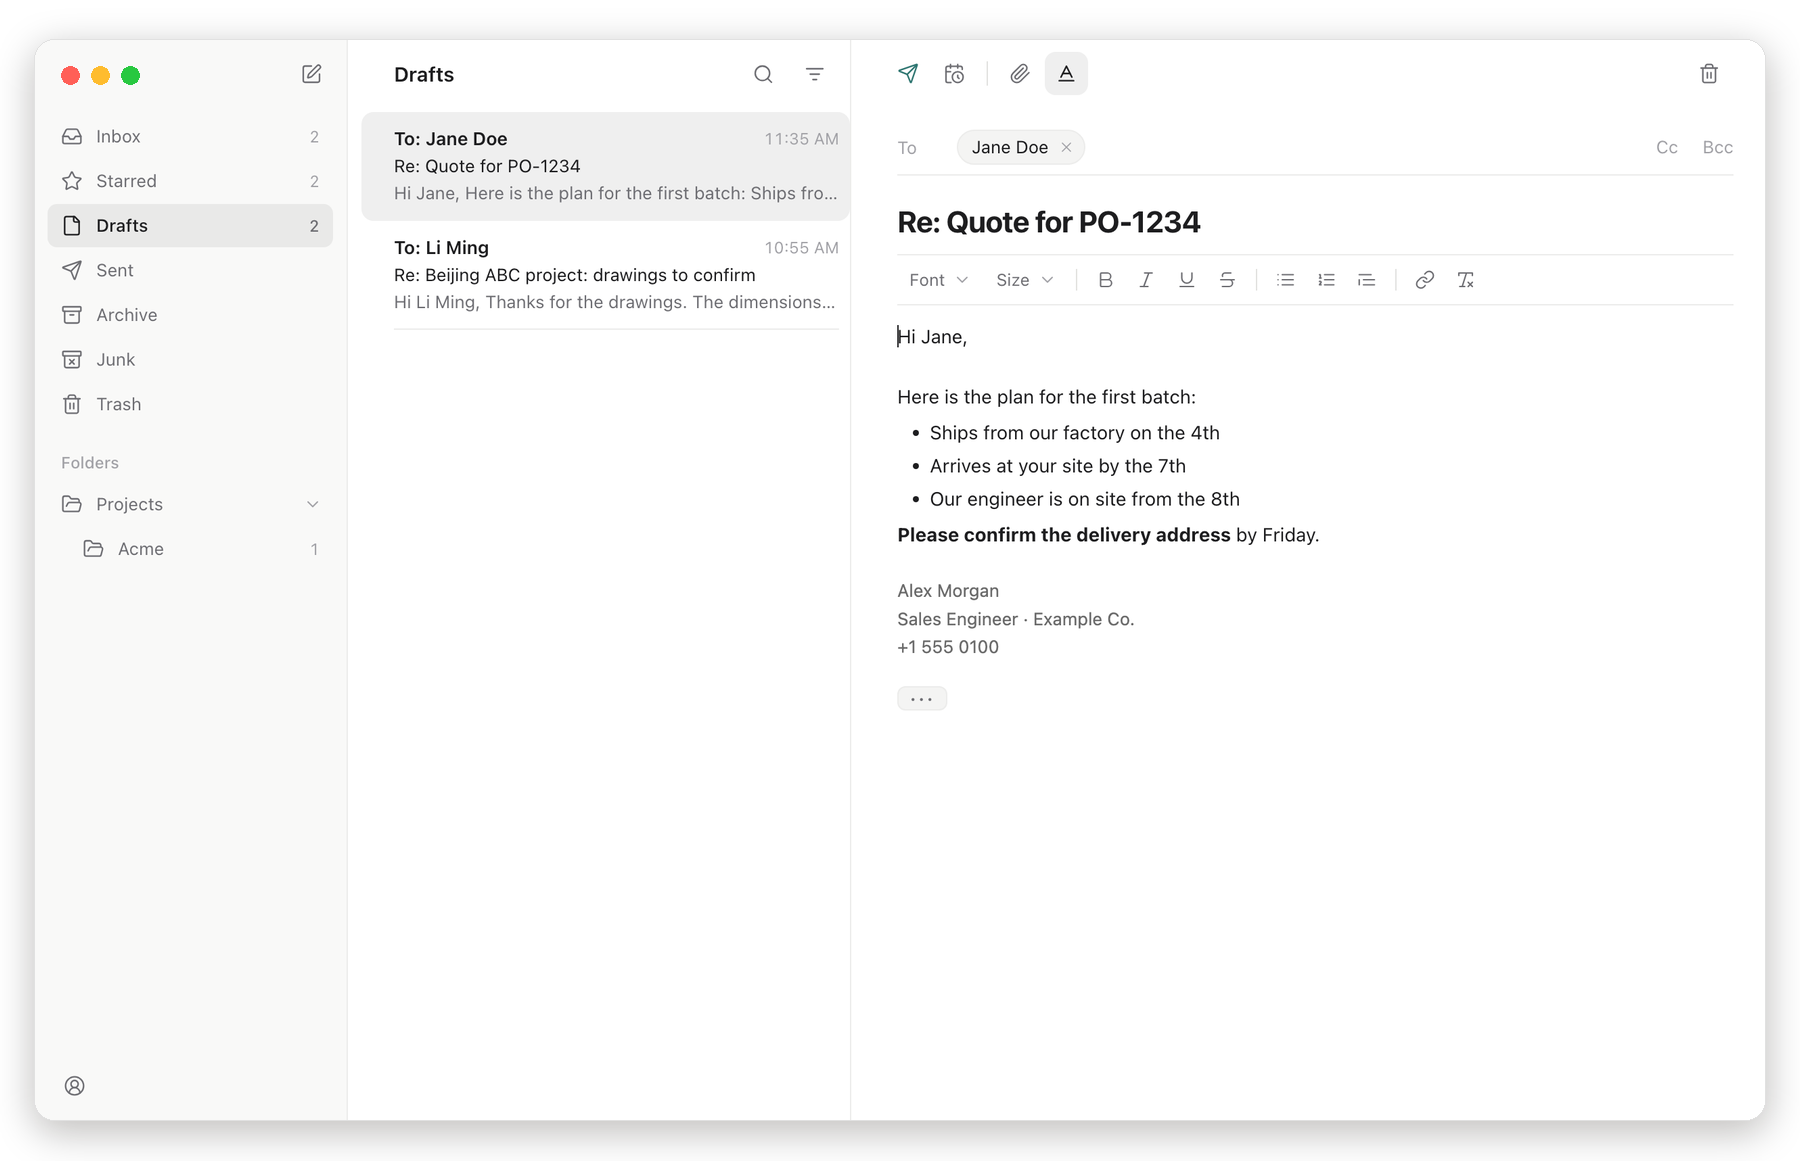 Inbox 2
Starred 2
Drafts 2
Sent
Archive
Junk
Trash
Folders
Projects
Acme 1
Drafts
To: Jane Doe 11:35 AM
Re: Quote for PO-1234
Hi Jane, Here is the plan for the first batch: Ships fro...
To: Li Ming 10:55 AM
Re: Beijing ABC project: drawings to confirm
Hi Li Ming, Thanks for the drawings. The dimensions...
To Jane Doe Cc Bcc
Re: Quote for PO-1234
Font Size
Hi Jane,
Here is the plan for the first batch:
• Ships from our factory on the 4th
• Arrives at your site by the 7th
• Our engineer is on site from the 8th
Please confirm the delivery address by Friday.
Alex Morgan
Sales Engineer · Example Co.
+1 555 0100